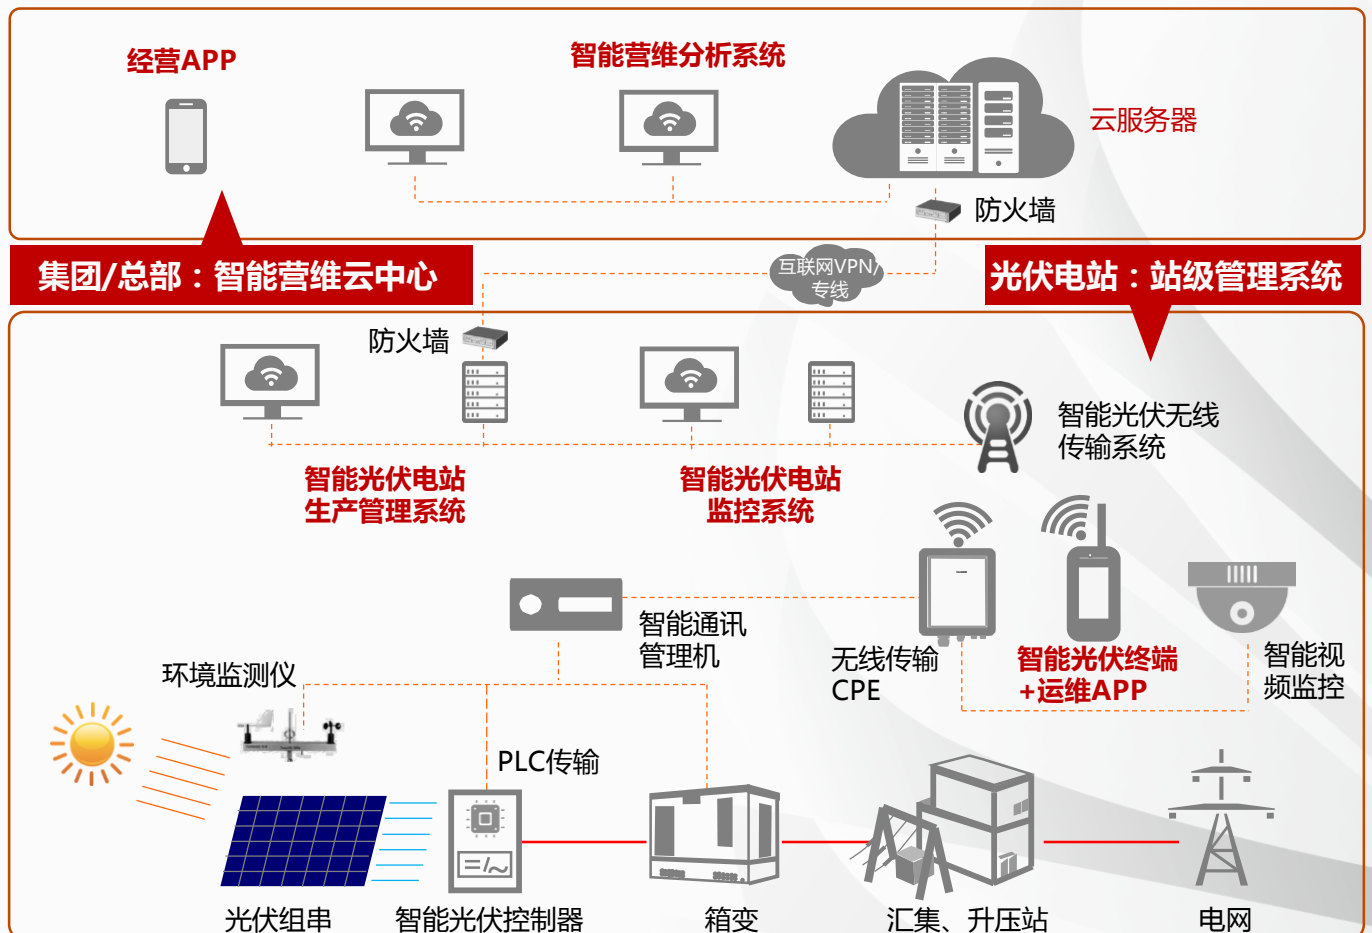 经营APP
智能营维分析系统
云服务器
防火墙
集团/总部：智能营维云中心
互联网VPN/
专线
光伏电站：站级管理系统
防火墙
智能光伏无线
传输系统
智能光伏电站
生产管理系统
智能光伏电站
监控系统
智能通讯
管理机
无线传输
CPE
智能光伏终端
+运维APP
智能视
频监控
环境监测仪
PLC传输
光伏组串
智能光伏控制器
箱变
汇集、升压站
电网